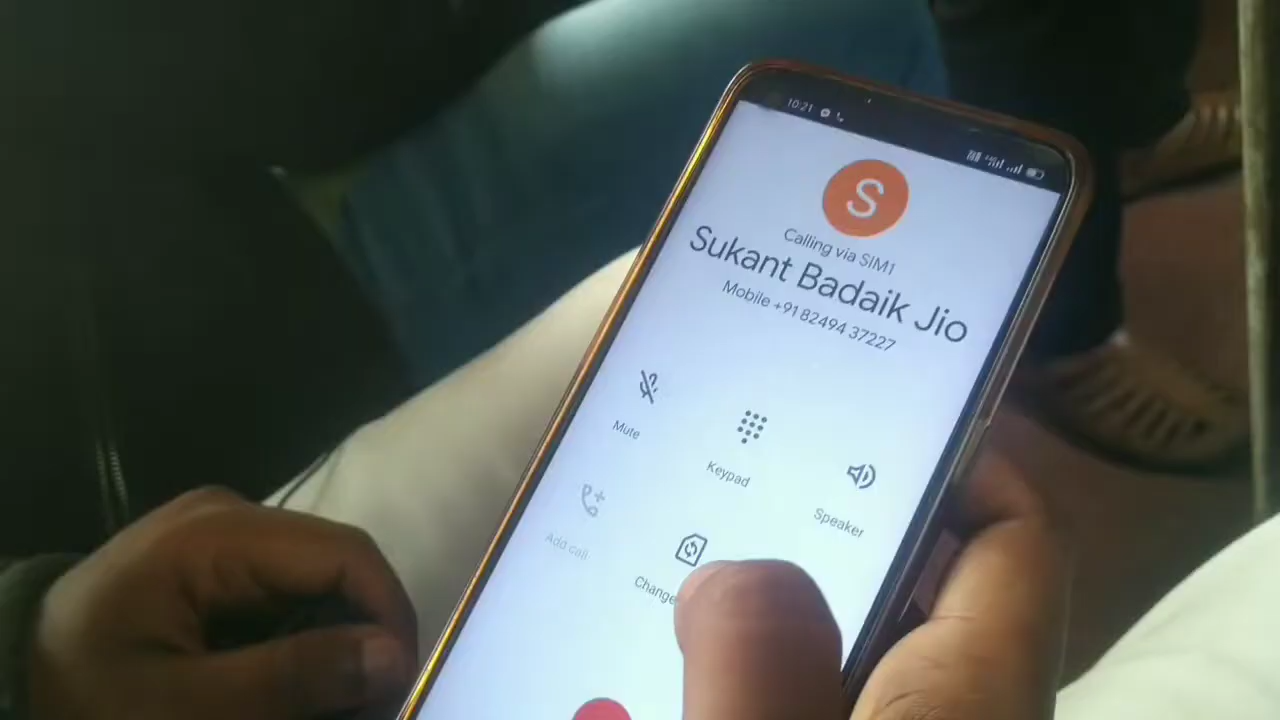 10:21
S
Calling via SIM1
Sukant Badaik Jio
Mobile +91 82494 37227
Mute
Keypad
Speaker
Add call
Change